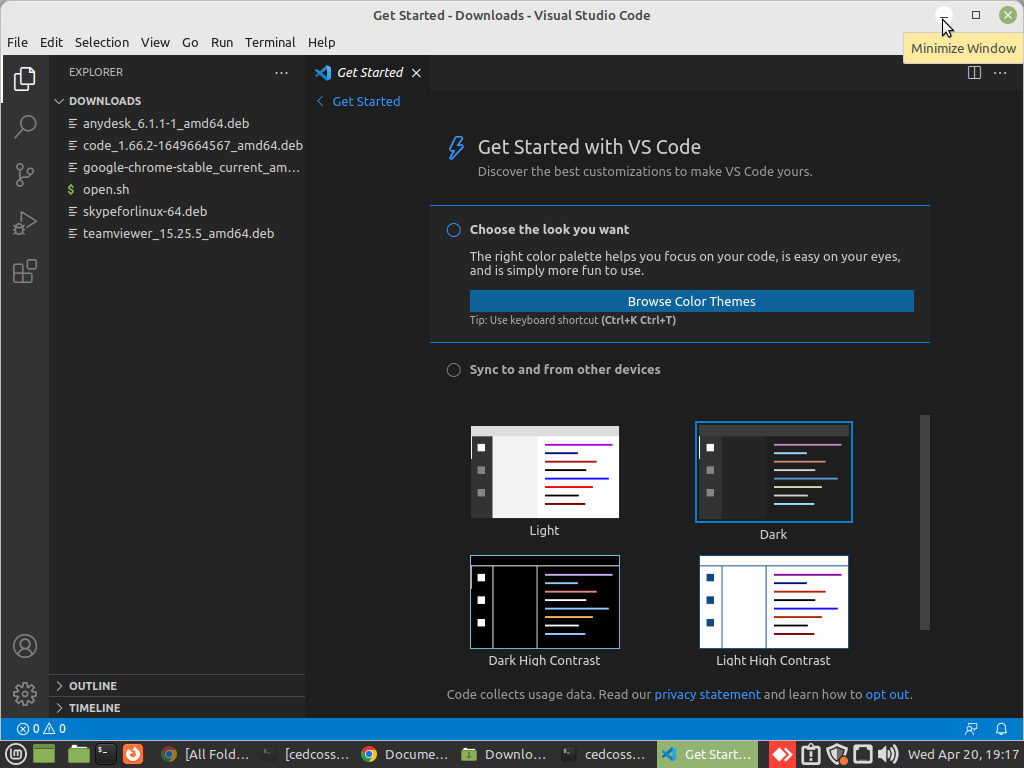 Get Started - Downloads - Visual Studio Code
File Edit Selection View Go Run Terminal Help
Minimize Window
EXPLORER
Get Started
DOWNLOADS
anydesk_6.1.1-1_amd64.deb
code_1.66.2-1649664567_amd64.deb
google-chrome-stable_current_am...
open.sh
skypeforlinux-64.deb
teamviewer_15.25.5_amd64.deb
Get Started
Get Started with VS Code
Discover the best customizations to make VS Code yours.
Choose the look you want
The right color palette helps you focus on your code, is easy on your eyes,
and is simply more fun to use.
Browse Color Themes
Tip: Use keyboard shortcut (Ctrl+K Ctrl+T)
Sync to and from other devices
Light
Dark
Dark High Contrast
Light High Contrast
Code collects usage data. Read our privacy statement and learn how to opt out.
OUTLINE
TIMELINE
0 0
[All Fold... [cedcoss... Docume... Downlo... cedcoss... Get Start... Wed Apr 20, 19:17